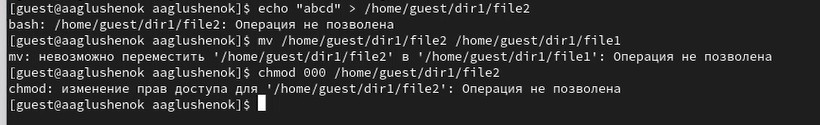 [guest@aaglushenok aaglushenok]$ echo "abcd" > /home/guest/dir1/file2
bash: /home/guest/dir1/file2: Операция не позволена
[guest@aaglushenok aaglushenok]$ mv /home/guest/dir1/file2 /home/guest/dir1/file1
mv: невозможно переместить '/home/guest/dir1/file2' в '/home/guest/dir1/file1': Операция не позволена
[guest@aaglushenok aaglushenok]$ chmod 000 /home/guest/dir1/file2
chmod: изменение прав доступа для '/home/guest/dir1/file2': Операция не позволена
[guest@aaglushenok aaglushenok]$